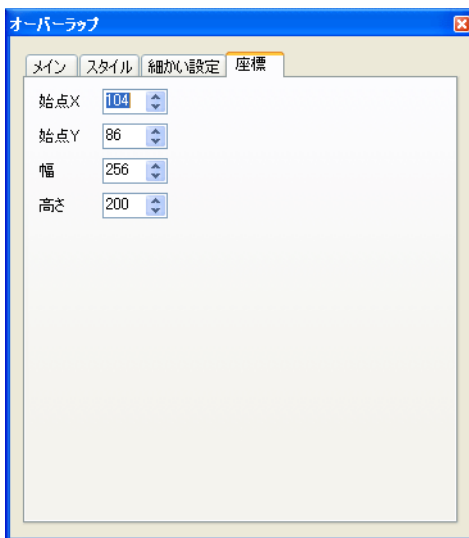 オーバーラップ
メイン スタイル 細かい設定 座標
始点X 104
始点Y 86
幅 256
高さ 200